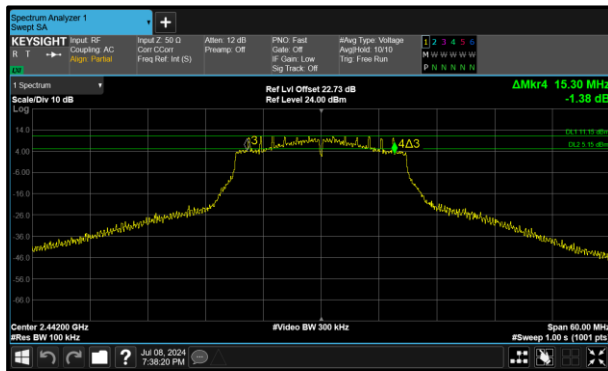 Spectrum Analyzer 1
Swept SA
KEYSIGHT
R T
Input: RF
Coupling: AC
Align: Partial
Input Z: 50 Ω
Corr CCorr
Freq Ref: Int (S)
Atten: 12 dB
Preamp: Off
PNO: Fast
Gate: Off
IF Gain: Low
Sig Track: Off
#Avg Type: Voltage
Avg|Hold: 10/10
Trig: Free Run
1 2 3 4 5 6
M W W W W W
P N N N N N
1 Spectrum
Scale/Div 10 dB
Ref Lvl Offset 22.73 dB
Ref Level 24.00 dBm
ΔMkr4 15.30 MHz
-1.38 dB
Log
14.0
DL1 11.15 dBm
3
4Δ3
DL2 5.15 dBm
4.00
-6.00
-16.0
-26.0
-36.0
-46.0
-56.0
-66.0
Center 2.44200 GHz
#Video BW 300 kHz
Span 60.00 MHz
#Res BW 100 kHz
#Sweep 1.00 s (1001 pts)
?
Jul 08, 2024
7:38:20 PM